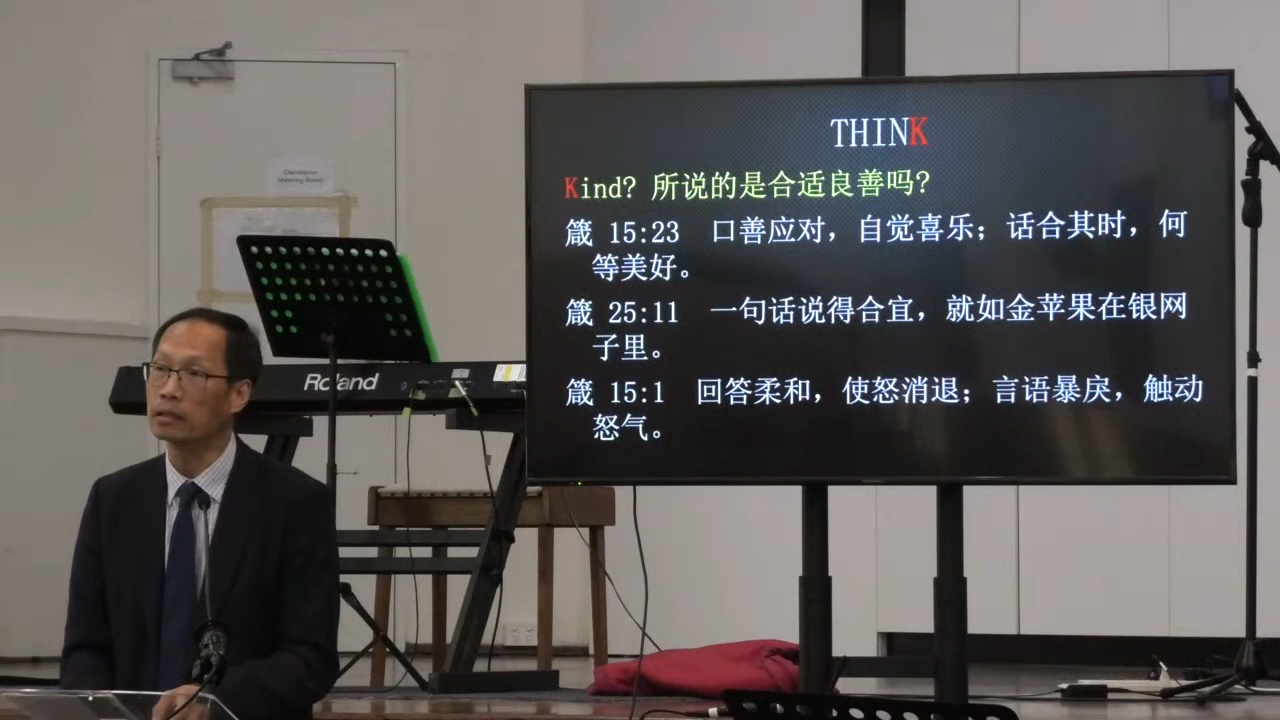 THINK
Kind? 所说的是合适良善吗?
箴 15:23 口善应对，自觉喜乐；话合其时，何
等美好。
箴 25:11 一句话说得合宜，就如金苹果在银网
子里。
箴 15:1 回答柔和，使怒消退；言语暴戾，触动
怒气。
Roland
Meeting Room